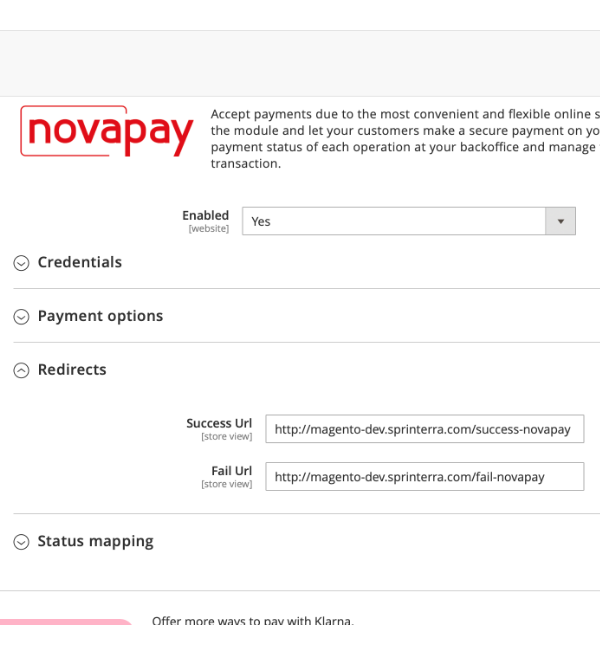 novapay
Accept payments due to the most convenient and flexible online
the module and let your customers make a secure payment on
payment status of each operation at your backoffice and manage
transaction.
Enabled
[website]
Yes
Credentials
Payment options
Redirects
Success Url
[store view]
http://magento-dev.sprinterra.com/success-novapay
Fail Url
[store view]
http://magento-dev.sprinterra.com/fail-novapay
Status mapping
Offer more ways to pay with Klarna.